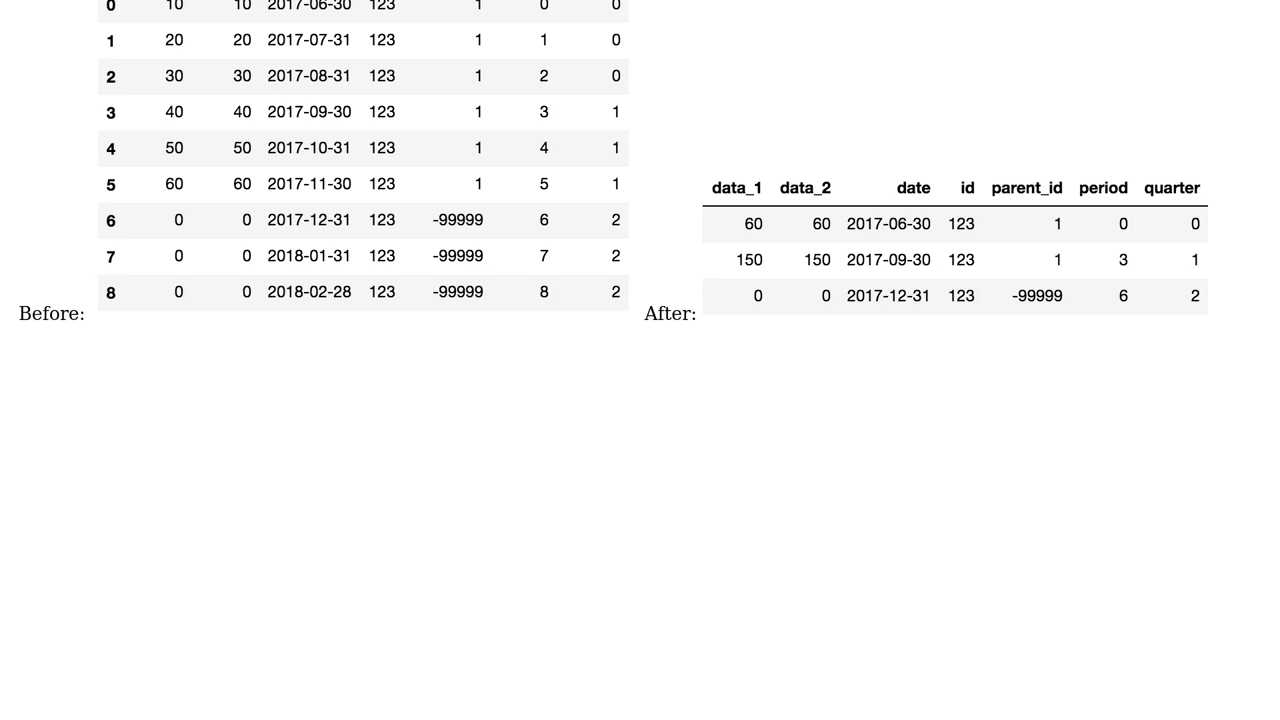 0 10 10 2017-06-30 123 1 0 0
1 20 20 2017-07-31 123 1 1 0
2 30 30 2017-08-31 123 1 2 0
3 40 40 2017-09-30 123 1 3 1
4 50 50 2017-10-31 123 1 4 1
5 60 60 2017-11-30 123 1 5 1
6 0 0 2017-12-31 123 -99999 6 2
7 0 0 2018-01-31 123 -99999 7 2
8 0 0 2018-02-28 123 -99999 8 2
Before:
data_1 data_2 date id parent_id period quarter
60 60 2017-06-30 123 1 0 0
150 150 2017-09-30 123 1 3 1
0 0 2017-12-31 123 -99999 6 2
After: